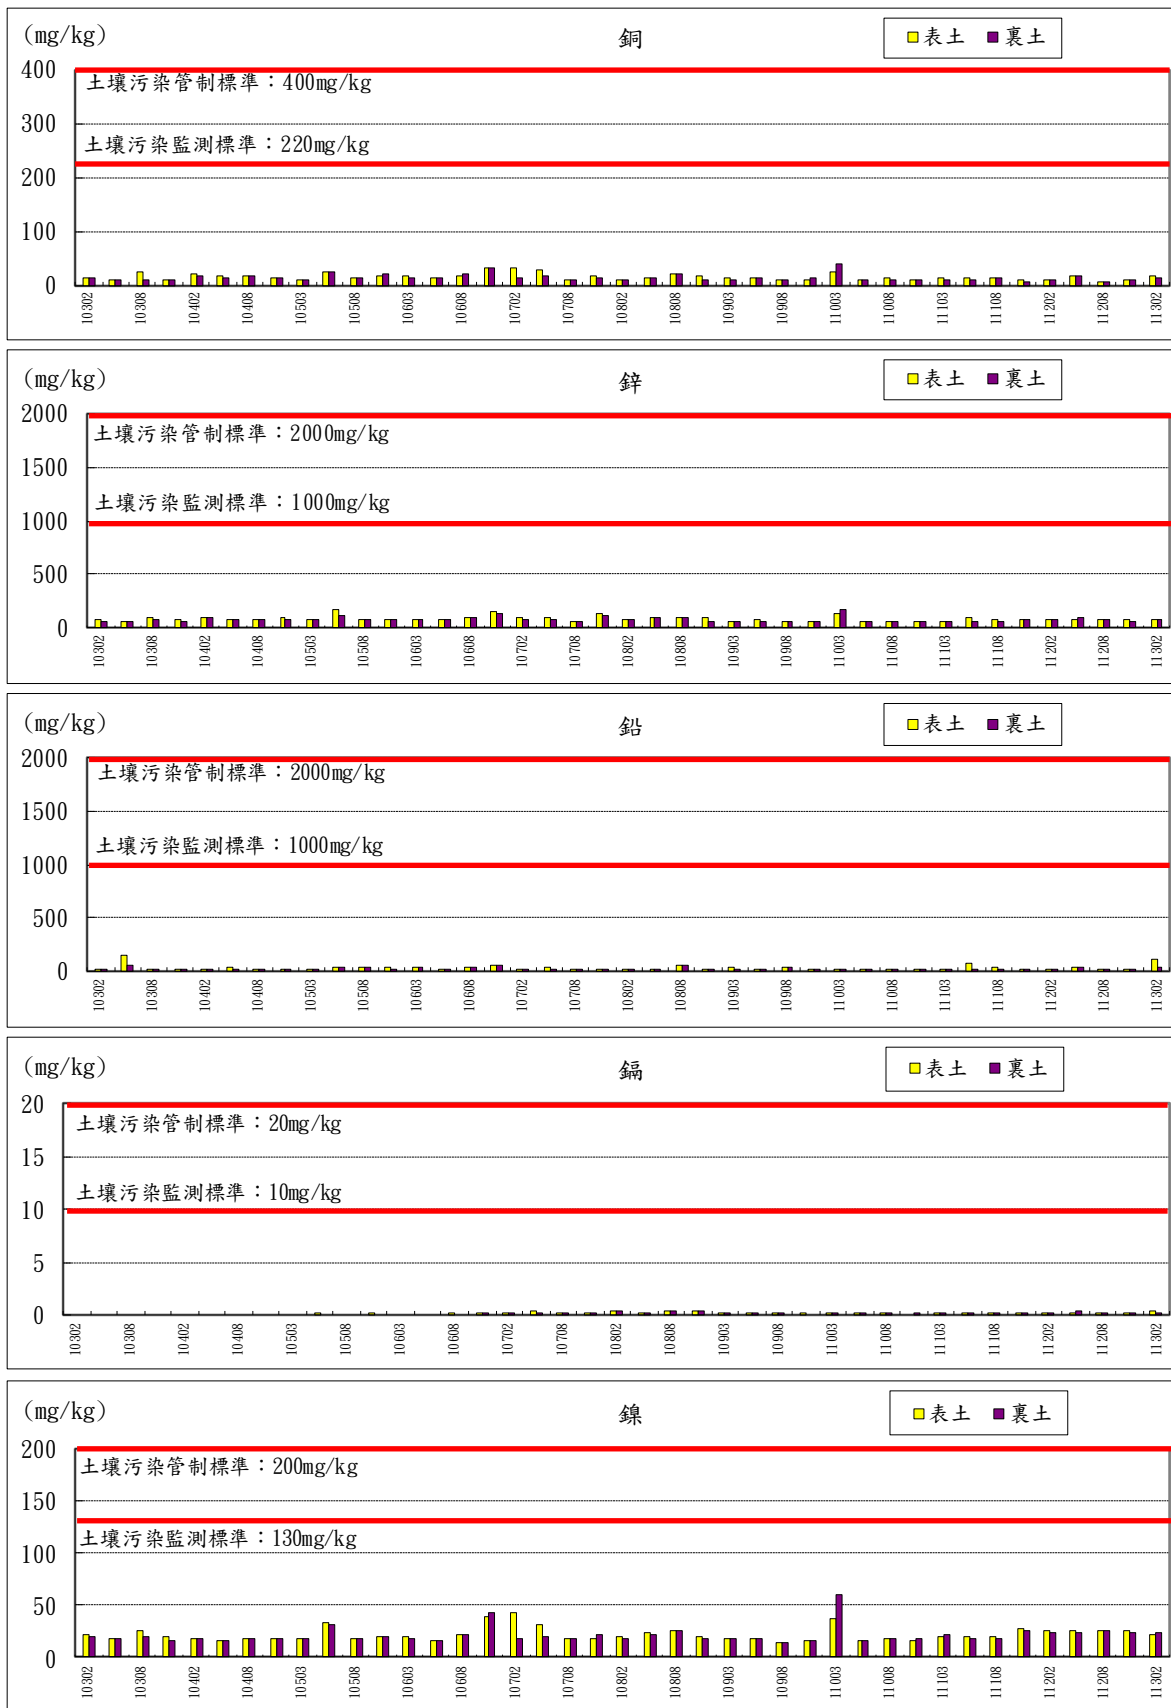 (mg/kg)
銅
表土 裏土
400
土壤污染管制標準：400mg/kg
300
土壤污染監測標準：220mg/kg
200
100
0
10302 10308 10402 10408 10503 10508 10603 10608 10702 10708 10802 10808 10903 10908 11003 11008 11103 11108 11202 11208 11302
(mg/kg)
鋅
表土 裏土
2000
土壤污染管制標準：2000mg/kg
1500
土壤污染監測標準：1000mg/kg
1000
500
0
10302 10308 10402 10408 10503 10508 10603 10608 10702 10708 10802 10808 10903 10908 11003 11008 11103 11108 11202 11208 11302
(mg/kg)
鉛
表土 裏土
2000
土壤污染管制標準：2000mg/kg
1500
土壤污染監測標準：1000mg/kg
1000
500
0
10302 10308 10402 10408 10503 10508 10603 10608 10702 10708 10802 10808 10903 10908 11003 11008 11103 11108 11202 11208 11302
(mg/kg)
鎘
表土 裏土
20
土壤污染管制標準：20mg/kg
15
土壤污染監測標準：10mg/kg
10
5
0
10302 10308 10402 10408 10503 10508 10603 10608 10702 10708 10802 10808 10903 10908 11003 11008 11103 11108 11202 11208 11302
(mg/kg)
鎳
表土 裏土
200
土壤污染管制標準：200mg/kg
150
土壤污染監測標準：130mg/kg
100
50
0
10302 10308 10402 10408 10503 10508 10603 10608 10702 10708 10802 10808 10903 10908 11003 11008 11103 11108 11202 11208 11302